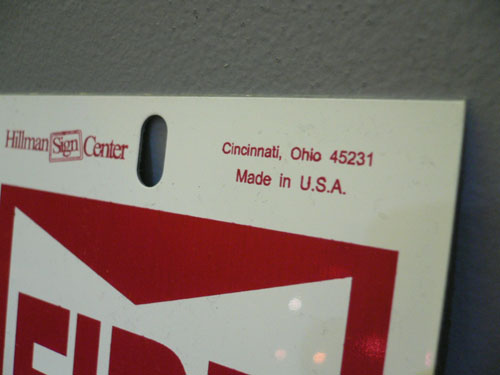 Hillman Sign Center
Cincinnati, Ohio 45231
Made in U.S.A.